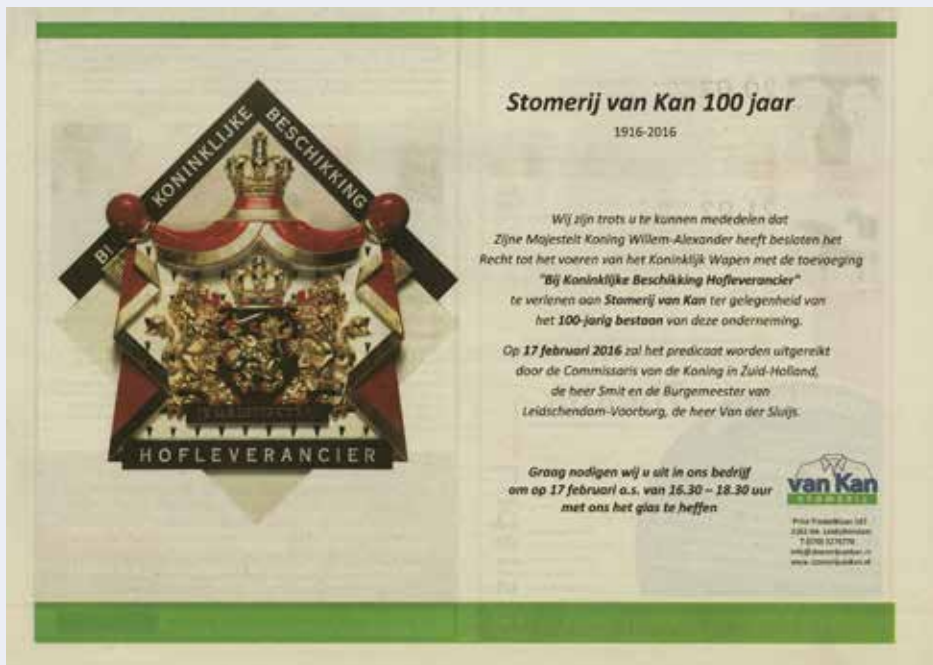 BI
KONINKLIJKE
BESCHIKKING
HOFLEVERANCIER
Stomerij van Kan 100 jaar
1916-2016
Wij zijn trots u te kunnen mededelen dat
Zijne Majesteit Koning Willem-Alexander heeft besloten het
Recht tot het voeren van het Koninklijk Wapen met de toevoeging
"Bij Koninklijke Beschikking Hofleverancier"
te verlenen aan Stomerij van Kan ter gelegenheid van
het 100-jarig bestaan van deze onderneming.
Op 17 februari 2016 zal het predicaat worden uitgereikt
door de Commissaris van de Koning in Zuid-Holland,
de heer Smit en de Burgemeester van
Leidschendam-Voorburg, de heer Van der Sluijs.
Graag nodigen wij u uit in ons bedrijf
om op 17 februari a.s. van 16.30 – 18.30 uur
met ons het glas te heffen
van Kan
STOMERIJ
Leidschendam